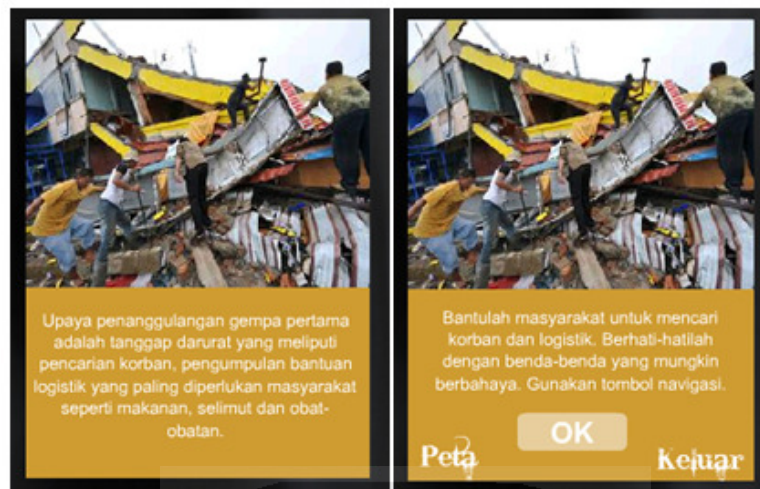 Upaya penanggulangan gempa pertama
adalah tanggap darurat yang meliputi
pencarian korban, pengumpulan bantuan
logistik yang paling diperlukan masyarakat
seperti makanan, selimut dan obat-
obatan.
Bantulah masyarakat untuk mencari
korban dan logistik. Berhati-hatilah
dengan benda-benda yang mungkin
berbahaya. Gunakan tombol navigasi.
OK
Peta
Keluar